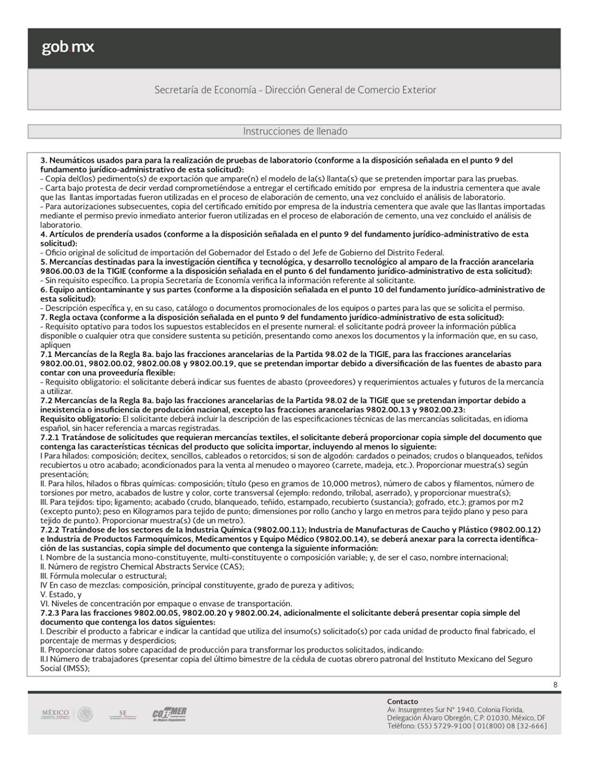 gob.mx
Secretaría de Economía - Dirección General de Comercio Exterior
Instrucciones de llenado
3. Neumáticos usados para para la realización de pruebas de laboratorio (conforme a la disposición señalada en el punto 9 del
fundamento jurídico-administrativo de esta solicitud):
- Copia del(los) pedimento(s) de exportación que ampare(n) el modelo de la(s) llanta(s) que se pretenden importar para las pruebas.
- Carta bajo protesta de decir verdad comprometiéndose a entregar el certificado emitido por empresa de la industria cementera que avale
que las llantas importadas fueron utilizadas en el proceso de elaboración de cemento, una vez concluido el análisis de laboratorio.
- Para autorizaciones subsecuentes, copia del certificado emitido por empresa de la industria cementera que avale que las llantas importadas
mediante el permiso previo inmediato anterior fueron utilizadas en el proceso de elaboración de cemento, una vez concluido el análisis de
laboratorio.
4. Artículos de prendería usados (conforme a la disposición señalada en el punto 9 del fundamento jurídico-administrativo de esta
solicitud):
- Oficio original de solicitud de importación del Gobernador del Estado o del Jefe de Gobierno del Distrito Federal.
5. Mercancías destinadas para la investigación científica y tecnológica, y desarrollo tecnológico al amparo de la fracción arancelaria
9806.00.03 de la TIGIE (conforme a la disposición señalada en el punto 6 del fundamento jurídico-administrativo de esta solicitud):
- Sin requisito específico. La propia Secretaría de Economía verifica la información referente al solicitante.
6. Equipo anticontaminante y sus partes (conforme a la disposición señalada en el punto 10 del fundamento jurídico-administrativo de
esta solicitud):
- Descripción específica y, en su caso, catálogo o documentos promocionales de los equipos o partes para las que se solicita el permiso.
7. Regla octava (conforme a la disposición señalada en el punto 9 del fundamento jurídico-administrativo de esta solicitud):
- Requisito optativo para todos los supuestos establecidos en el presente numeral: el solicitante podrá proveer la información pública
disponible o cualquier otra que considere sustenta su petición, presentando como anexos los documentos y la información que, en su caso,
apliquen
7.1 Mercancías de la Regla 8a. bajo las fracciones arancelarias de la Partida 98.02 de la TIGIE, para las fracciones arancelarias
9802.00.01, 9802.00.02, 9802.00.08 y 9802.00.19, que se pretendan importar debido a diversificación de las fuentes de abasto para
contar con una proveeduría flexible:
- Requisito obligatorio: el solicitante deberá indicar sus fuentes de abasto (proveedores) y requerimientos actuales y futuros de la mercancía
a utilizar.
7.2 Mercancías de la Regla 8a. bajo las fracciones arancelarias de la Partida 98.02 de la TIGIE que se pretendan importar debido a
inexistencia o insuficiencia de producción nacional, excepto las fracciones arancelarias 9802.00.13 y 9802.00.23:
Requisito obligatorio: El solicitante deberá incluir la descripción de las especificaciones técnicas de las mercancías solicitadas, en idioma
español, sin hacer referencia a marcas registradas.
7.2.1 Tratándose de solicitudes que requieran mercancías textiles, el solicitante deberá proporcionar copia simple del documento que
contenga las características técnicas del producto que solicita importar, incluyendo al menos lo siguiente:
I Para hilados: composición; decitex, sencillos, cableados o retorcidos; si son de algodón: cardados o peinados; crudos o blanqueados, teñidos
recubiertos u otro acabado; acondicionados para la venta al menudeo o mayoreo (carrete, madeja, etc.). Proporcionar muestra(s) según
presentación;
II. Para hilos, hilados o fibras químicas: composición; título (peso en gramos de 10,000 metros), número de cabos y filamentos, número de
torsiones por metro, acabados de lustre y color, corte transversal (ejemplo: redondo, trilobal, aserrado), y proporcionar muestra(s);
III. Para tejidos: tipo; ligamento; acabado (crudo, blanqueado, teñido, estampado, recubierto (sustancia); gofrado, etc.); gramos por m2
(excepto punto); peso en Kilogramos para tejido de punto; dimensiones por rollo (ancho y largo en metros para tejido plano y peso para
tejido de punto). Proporcionar muestra(s) (de un metro).
7.2.2 Tratándose de los sectores de la Industria Química (9802.00.11); Industria de Manufacturas de Caucho y Plástico (9802.00.12)
e Industria de Productos Farmoquímicos, Medicamentos y Equipo Médico (9802.00.14), se deberá anexar para la correcta identifica-
ción de las sustancias, copia simple del documento que contenga la siguiente información:
I. Nombre de la sustancia mono-constituyente, multi-constituyente o composición variable; y, de ser el caso, nombre internacional;
II. Número de registro Chemical Abstracts Service (CAS);
III. Fórmula molecular o estructural;
IV En caso de mezclas: composición, principal constituyente, grado de pureza y aditivos;
V. Estado, y
VI. Niveles de concentración por empaque o envase de transportación.
7.2.3 Para las fracciones 9802.00.05, 9802.00.20 y 9802.00.24, adicionalmente el solicitante deberá presentar copia simple del
documento que contenga los datos siguientes:
I. Describir el producto a fabricar e indicar la cantidad que utiliza del insumo(s) solicitado(s) por cada unidad de producto final fabricado, el
porcentaje de mermas y desperdicios;
II. Proporcionar datos sobre capacidad de producción para transformar los productos solicitados, indicando:
II.I Número de trabajadores (presentar copia del último bimestre de la cédula de cuotas obrero patronal del Instituto Mexicano del Seguro
Social (IMSS);
8
MÉXICO
SE
Contacto
Av. Insurgentes Sur N° 1940, Colonia Florida,
Delegación Álvaro Obregón, C.P. 01030, México, DF
Teléfono: (55) 5729-9100 | 01(800) 08 [32-666]